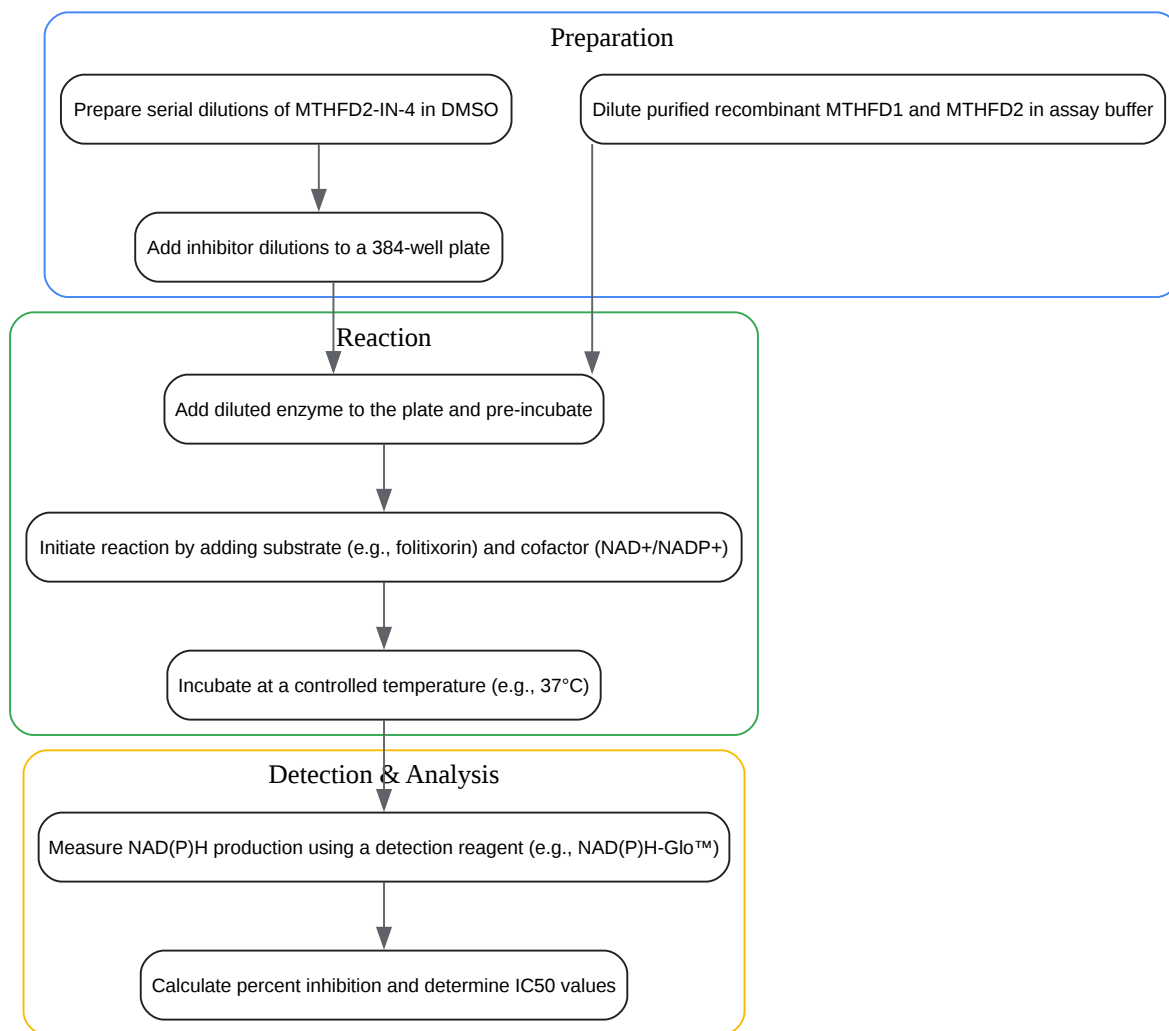 Preparation
Prepare serial dilutions of MTHFD2-IN-4 in DMSO
Dilute purified recombinant MTHFD1 and MTHFD2 in assay buffer
Add inhibitor dilutions to a 384-well plate
Reaction
Add diluted enzyme to the plate and pre-incubate
Initiate reaction by adding substrate (e.g., folitixorin) and cofactor (NAD+/NADP+)
Incubate at a controlled temperature (e.g., 37°C)
Detection & Analysis
Measure NAD(P)H production using a detection reagent (e.g., NAD(P)H-Glo™)
Calculate percent inhibition and determine IC50 values